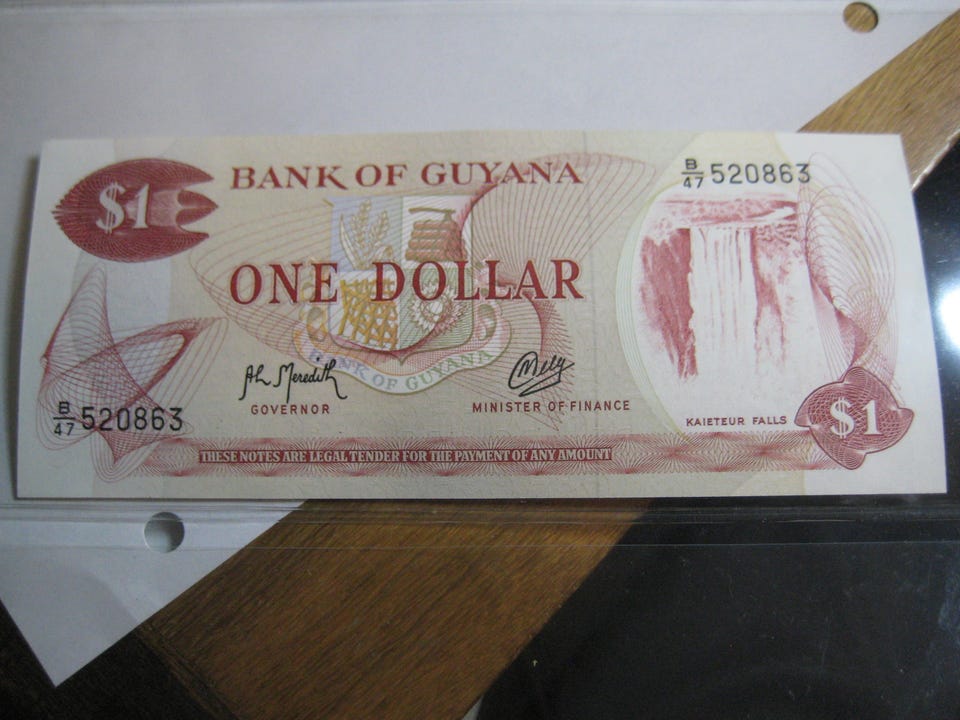 $1
BANK OF GUYANA
B/47 520863
ONE DOLLAR
BANK OF GUYANA
GOVERNOR
MINISTER OF FINANCE
B/47 520863
KAIETEUR FALLS
$1
THESE NOTES ARE LEGAL TENDER FOR THE PAYMENT OF ANY AMOUNT